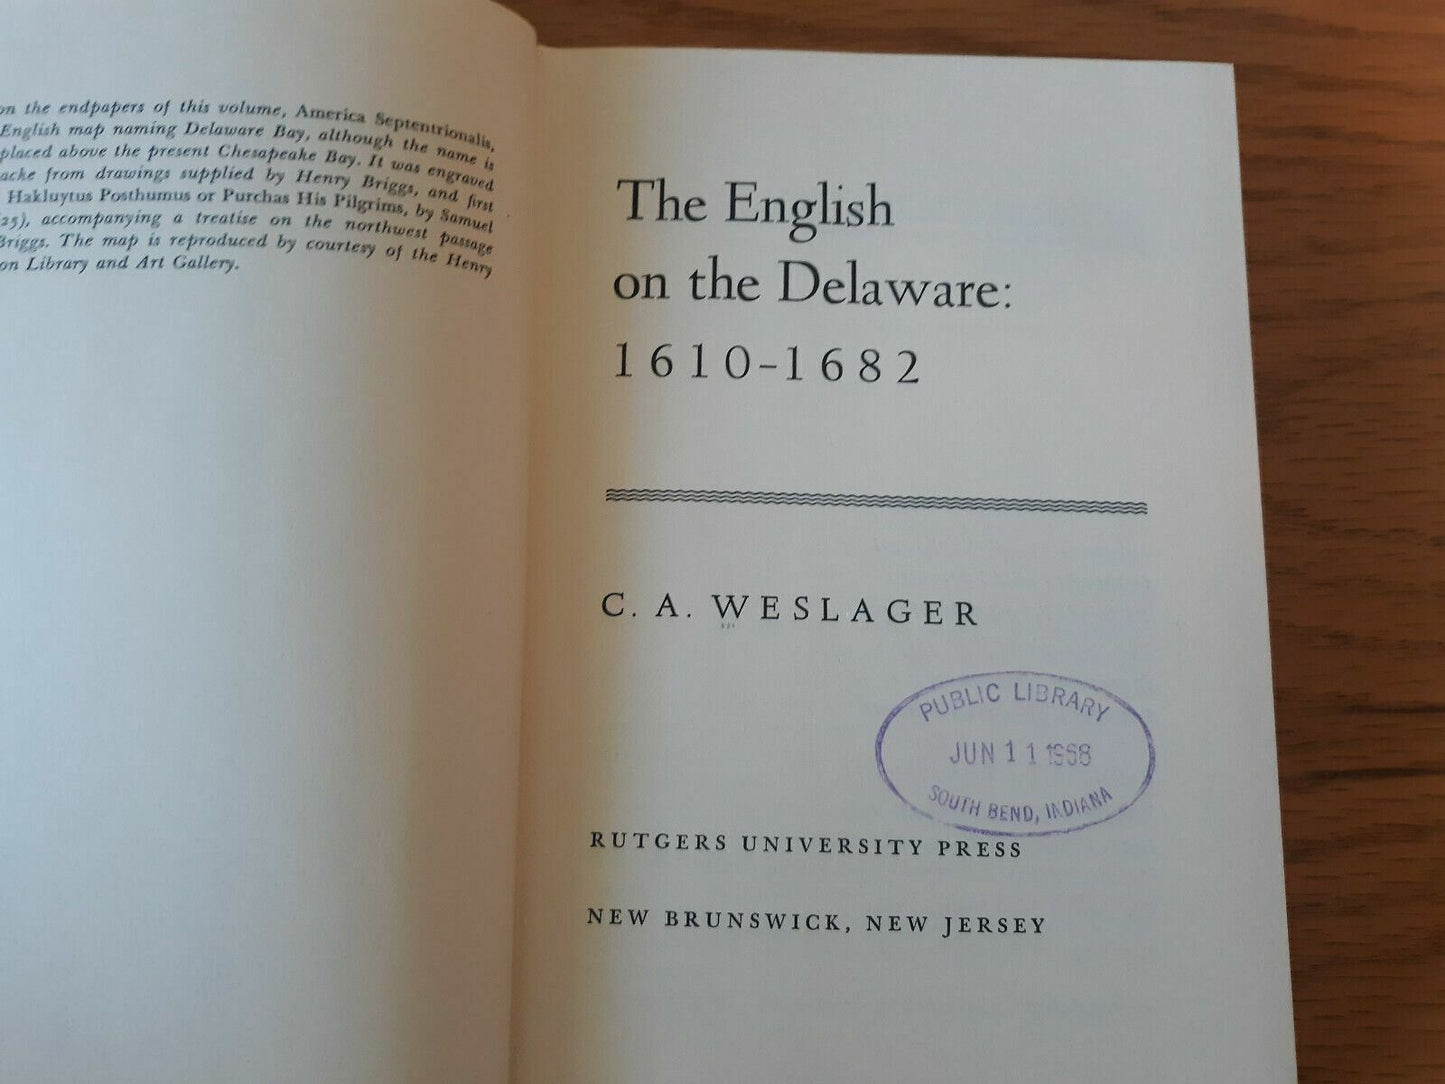 on the endpapers of this volume, America Septentrionalis,
English map naming Delaware Bay, although the name is
placed above the present Chesapeake Bay. It was engraved
acke from drawings supplied by Henry Briggs, and first
Hakluytus Posthumus or Purchas His Pilgrims, by Samuel
25), accompanying a treatise on the northwest passage
Briggs. The map is reproduced by courtesy of the Henry
on Library and Art Gallery.
The English
on the Delaware:
1610-1682
C. A. WESLAGER
PUBLIC LIBRARY
JUN 11 1968
SOUTH BEND, INDIANA
RUTGERS UNIVERSITY PRESS
NEW BRUNSWICK, NEW JERSEY